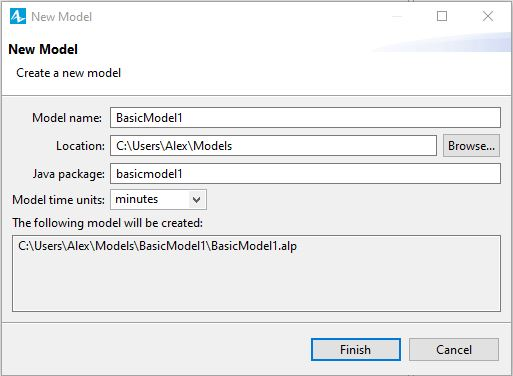 New Model
New Model
Create a new model
Model name: BasicModel1
Location: C:\Users\Alex\Models Browse...
Java package: basicmodel1
Model time units: minutes
The following model will be created:
C:\Users\Alex\Models\BasicModel1\BasicModel1.alp
Finish Cancel